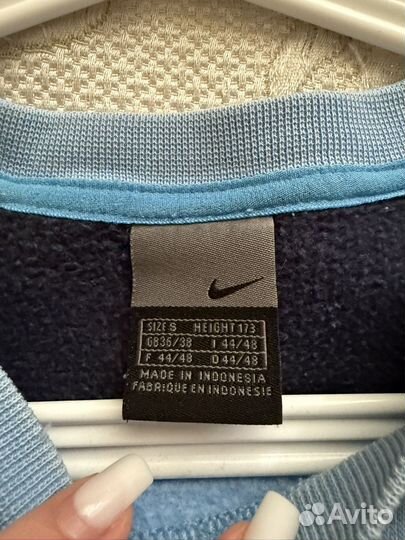 SIZE S HEIGHT 173
GB36/38 I 44/48
F 44/48 D 44/48
MADE IN INDONESIA
FABRIQUE EN INDONESIE
Avito